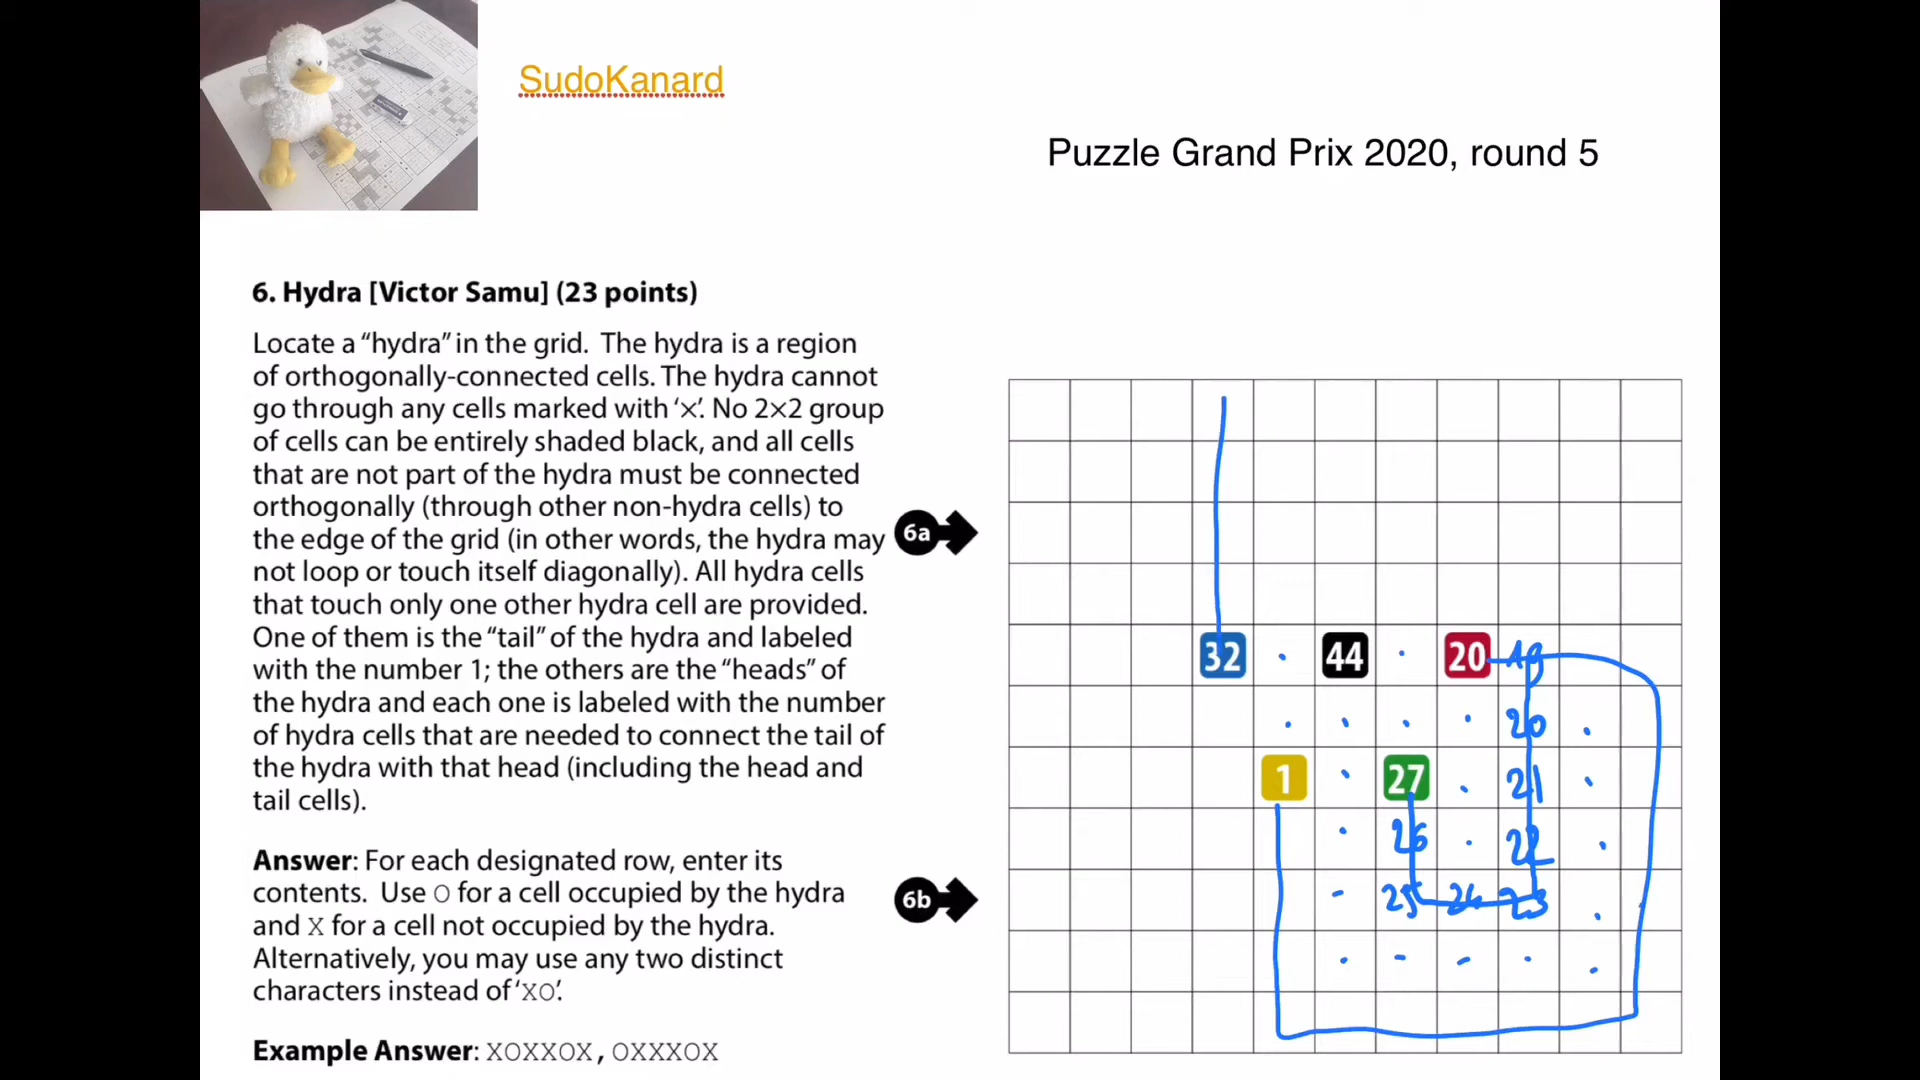 SudoKanard
Puzzle Grand Prix 2020, round 5
6. Hydra [Victor Samu] (23 points)
Locate a “hydra” in the grid. The hydra is a region
of orthogonally-connected cells. The hydra cannot
go through any cells marked with ‘×’. No 2×2 group
of cells can be entirely shaded black, and all cells
that are not part of the hydra must be connected
orthogonally (through other non-hydra cells) to
the edge of the grid (in other words, the hydra may
not loop or touch itself diagonally). All hydra cells
that touch only one other hydra cell are provided.
One of them is the “tail” of the hydra and labeled
with the number 1; the others are the “heads” of
the hydra and each one is labeled with the number
of hydra cells that are needed to connect the tail of
the hydra with that head (including the head and
tail cells).
Answer: For each designated row, enter its
contents. Use O for a cell occupied by the hydra
and X for a cell not occupied by the hydra.
Alternatively, you may use any two distinct
characters instead of ‘XO’.
Example Answer: XOXXOX, OXXXOX
6a
6b
32 44 20 19
20
1 27 21
26 22
25 24 23